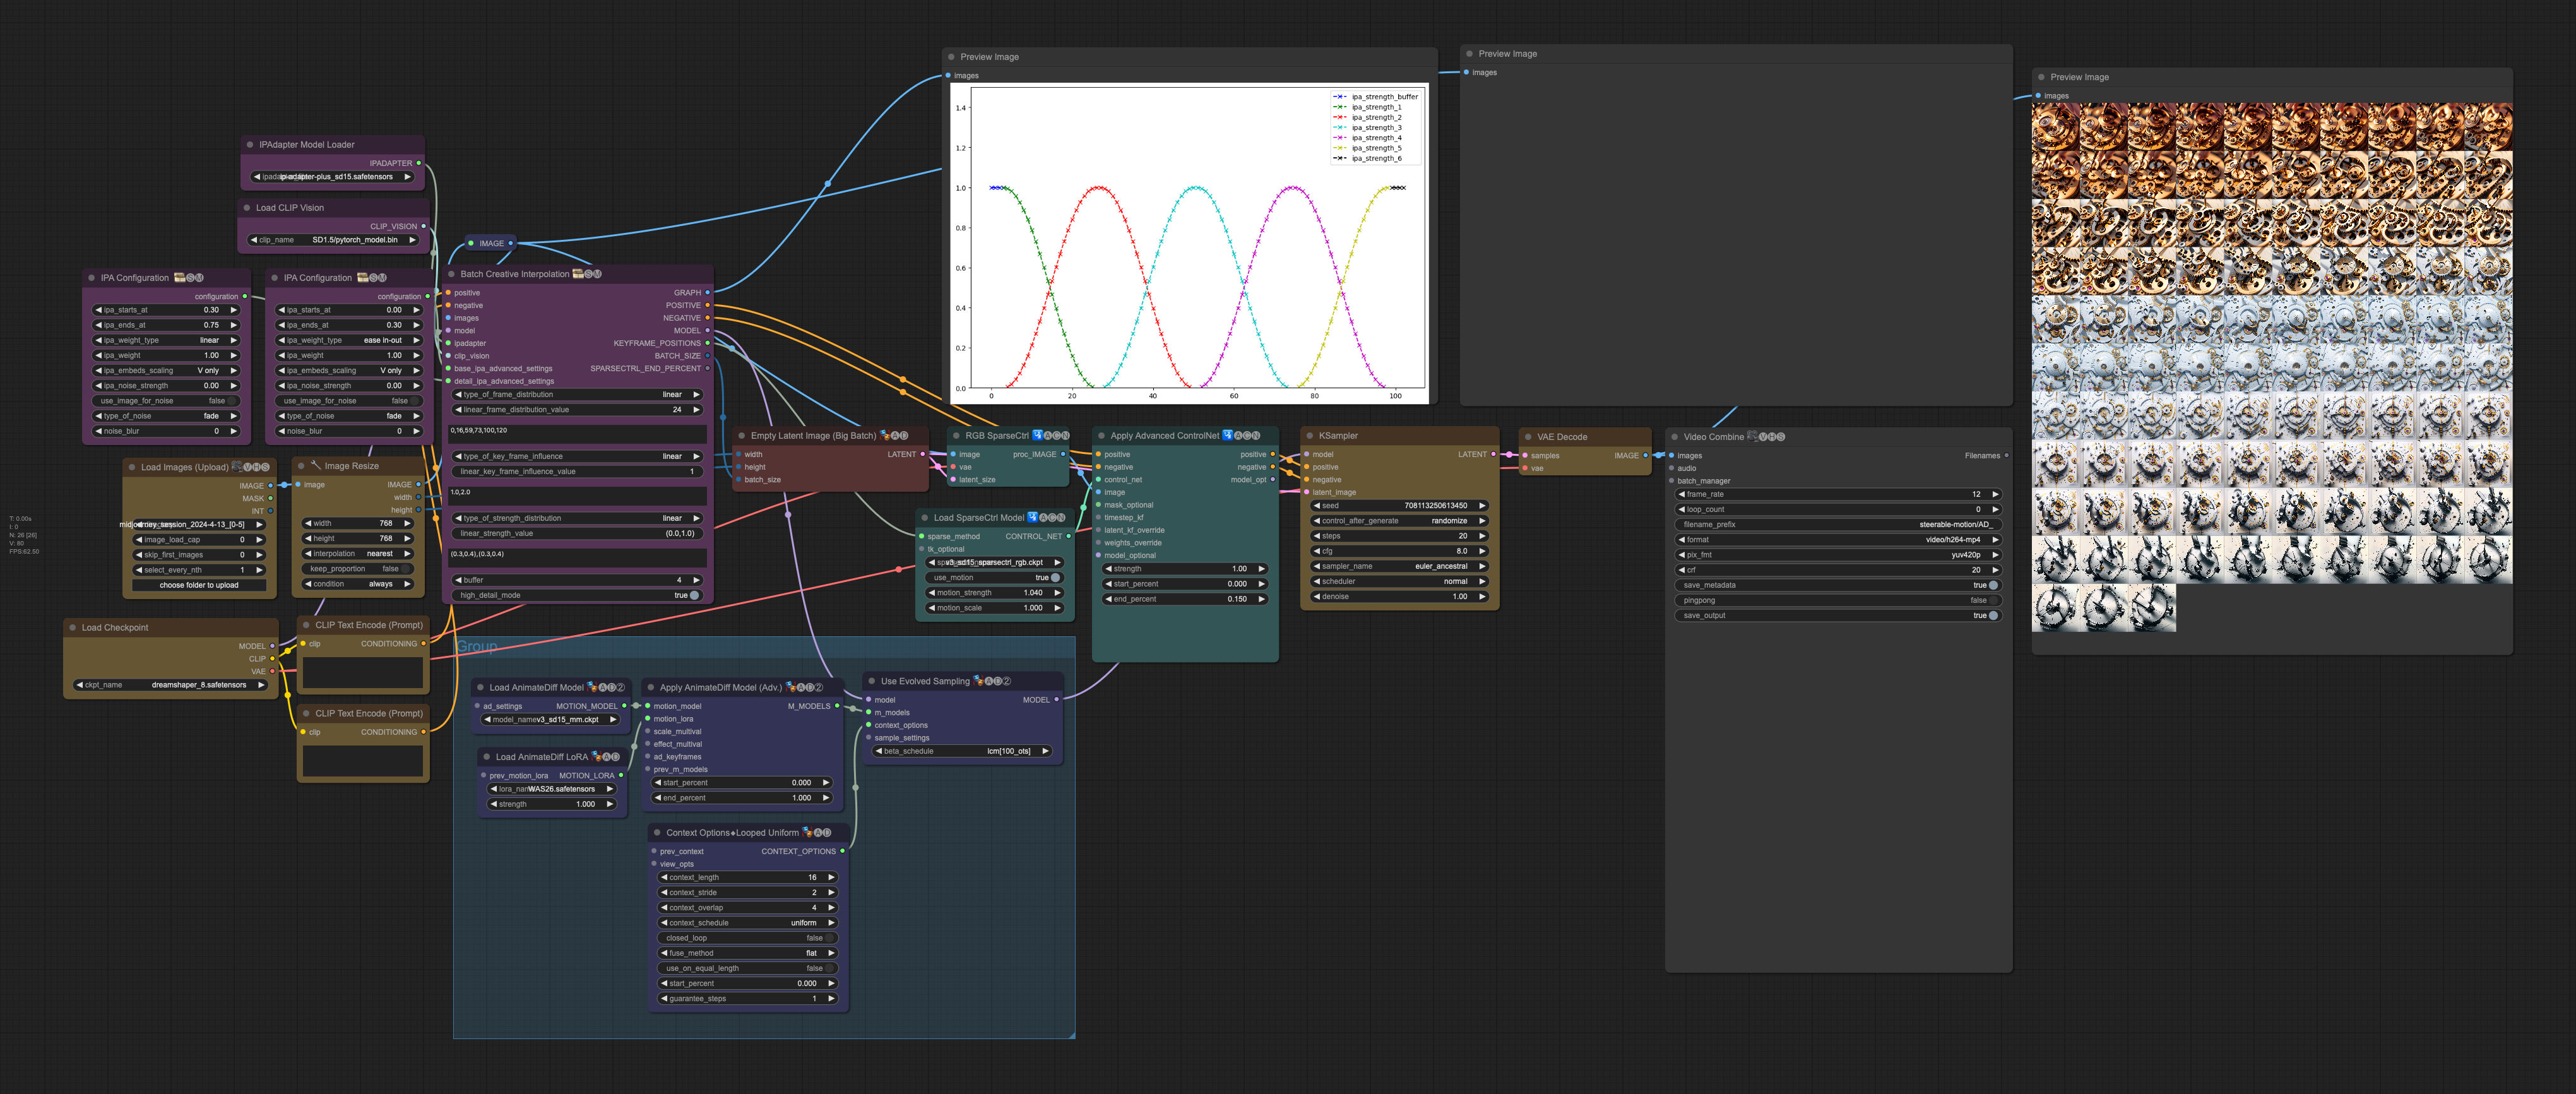 Preview Image
images
1.4
1.2
1.0
0.8
0.6
0.4
0.2
0.0
0
20
40
60
80
100
ipa_strength_buffer
ipa_strength_1
ipa_strength_2
ipa_strength_3
ipa_strength_4
ipa_strength_5
ipa_strength_6
Preview Image
images
Preview Image
images
IPAdapter Model Loader
IPADAPTER
ip-adapter-plus_sd15.safetensors
Load CLIP Vision
CLIP_VISION
clip_name SD1.5/pytorch_model.bin
IMAGE
IPA Configuration
configuration
ipa_starts_at 0.30
ipa_ends_at 0.75
ipa_weight_type linear
ipa_weight 1.00
ipa_embeds_scaling V only
ipa_noise_strength 0.00
use_image_for_noise false
type_of_noise fade
noise_blur 0
IPA Configuration
configuration
ipa_starts_at 0.00
ipa_ends_at 0.30
ipa_weight_type ease in-out
ipa_weight 1.00
ipa_embeds_scaling V only
ipa_noise_strength 0.00
use_image_for_noise false
type_of_noise fade
noise_blur 0
Batch Creative Interpolation
positive GRAPH
negative POSITIVE
images NEGATIVE
model MODEL
ipadapter KEYFRAME_POSITIONS
clip_vision BATCH_SIZE
base_ipa_advanced_settings SPARSECTRL_END_PERCENT
detail_ipa_advanced_settings
type_of_frame_distribution linear
linear_frame_distribution_value 24
0,16,59,73,100,120
type_of_key_frame_influence linear
linear_key_frame_influence_value 1
1.0,2.0
type_of_strength_distribution linear
linear_strength_value (0.0,1.0)
(0.3,0.4),(0.3,0.4)
buffer 4
high_detail_mode true
Load Images (Upload) VHS
IMAGE
MASK
INT
midjourney_session_2024-4-13_[0-5]
image_load_cap 0
skip_first_images 0
select_every_nth 1
choose folder to upload
Image Resize
image IMAGE
width
height
width 768
height 768
interpolation nearest
keep_proportion false
condition always
Load Checkpoint
MODEL
CLIP
VAE
ckpt_name dreamshaper_8.safetensors
CLIP Text Encode (Prompt)
clip CONDITIONING
CLIP Text Encode (Prompt)
clip CONDITIONING
T: 0.00s
I: 0
N: 26 [26]
V: 80
FPS:62.50
Empty Latent Image (Big Batch) AD
width LATENT
height
batch_size
RGB SparseCtrl ACN
image proc_IMAGE
vae
latent_size
Load SparseCtrl Model ACN
sparse_method CONTROL_NET
tk_optional
v3_sd15_sparsectrl_rgb.ckpt
use_motion true
motion_strength 1.040
motion_scale 1.000
Apply Advanced ControlNet ACN
positive positive
negative negative
control_net model_opt
image
mask_optional
timestep_kf
latent_kf_override
weights_override
model_optional
strength 1.00
start_percent 0.000
end_percent 0.150
KSampler
model LATENT
positive
negative
latent_image
seed 708113250613450
control_after_generate randomize
steps 20
cfg 8.0
sampler_name euler_ancestral
scheduler normal
denoise 1.00
VAE Decode
samples IMAGE
vae
Video Combine VHS
images Filenames
audio
batch_manager
frame_rate 12
loop_count 0
filename_prefix steerable-motion/AD_
format video/h264-mp4
pix_fmt yuv420p
crf 20
save_metadata true
pingpong false
save_output true
Group
Load AnimateDiff Model AD②
ad_settings MOTION_MODEL
model_name v3_sd15_mm.ckpt
Load AnimateDiff LoRA AD
prev_motion_lora MOTION_LORA
WAS26.safetensors
strength 1.000
Apply AnimateDiff Model (Adv.) AD②
motion_model M_MODELS
motion_lora
scale_multival
effect_multival
ad_keyframes
prev_m_models
start_percent 0.000
end_percent 1.000
Use Evolved Sampling AD②
model MODEL
m_models
context_options
sample_settings
beta_schedule lcm[100_ots]
Context Options◆Looped Uniform AD
prev_context CONTEXT_OPTIONS
view_opts
context_length 16
context_stride 2
context_overlap 4
context_schedule uniform
closed_loop false
fuse_method flat
use_on_equal_length false
start_percent 0.000
guarantee_steps 1